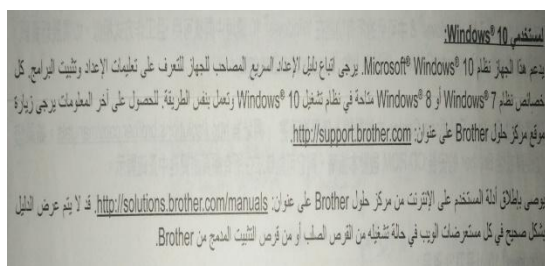 لمستخدمي Windows® 10:
يدعم هذا الجهاز نظام Microsoft® Windows® 10. يرجى اتباع دليل الإعداد السريع المصاحب للجهاز للتعرف على تعليمات الإعداد وتثبيت البرامج. كل
خصائص نظام Windows® 7 أو Windows® 8 متاحة في نظام تشغيل Windows® 10 وتعمل بنفس الطريقة. للحصول على آخر المعلومات يرجى زيارة
موقع مركز حلول Brother على عنوان: http://support.brother.com.
يوصى بإطلاق أدلة المستخدم على الإنترنت من مركز حلول Brother على عنوان: http://solutions.brother.com/manuals. قد لا يتم عرض الدليل
بشكل صحيح في كل مستعرضات الويب في حالة تشغيله من القرص الصلب أو من قرص التثبيت المدمج من Brother.